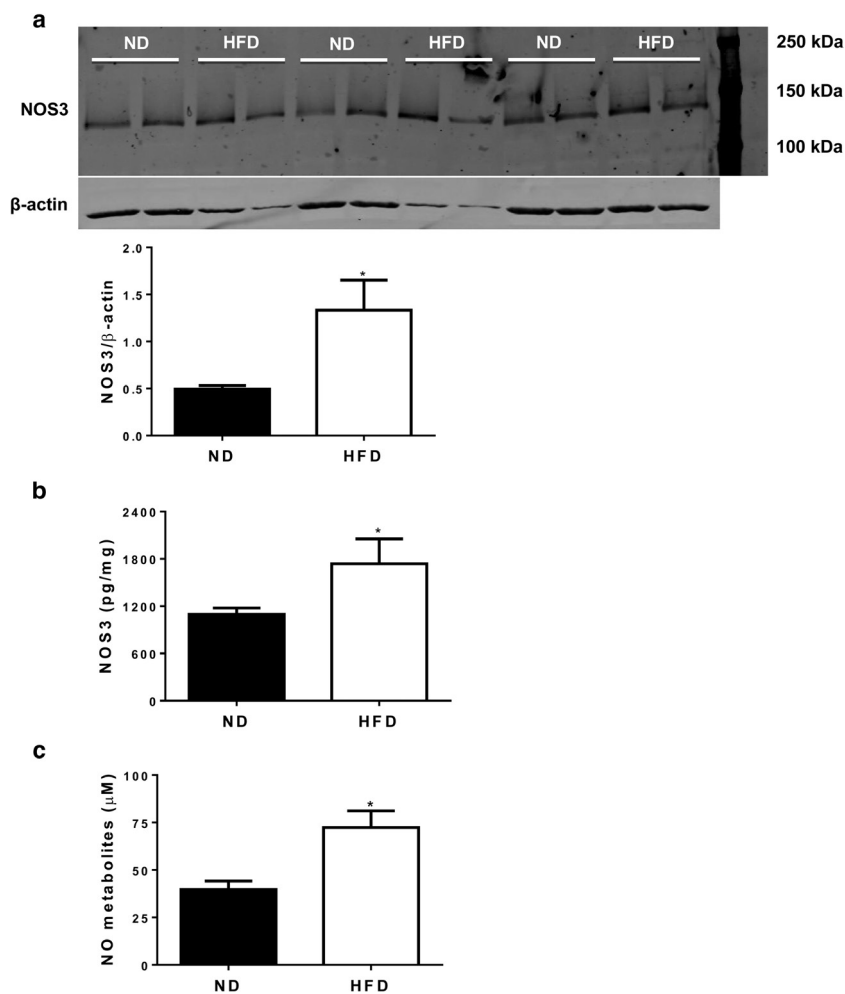 a
ND HFD ND HFD ND HFD
250 kDa
150 kDa
NOS3
100 kDa
β-actin
2.0
*
1.5
1.0
0.5
0.0
NOS3/β-actin
ND HFD
b
2400
*
1800
1200
600
0
NOS3 (pg/mg)
ND HFD
c
100
*
75
50
25
0
NO metabolites (μM)
ND HFD